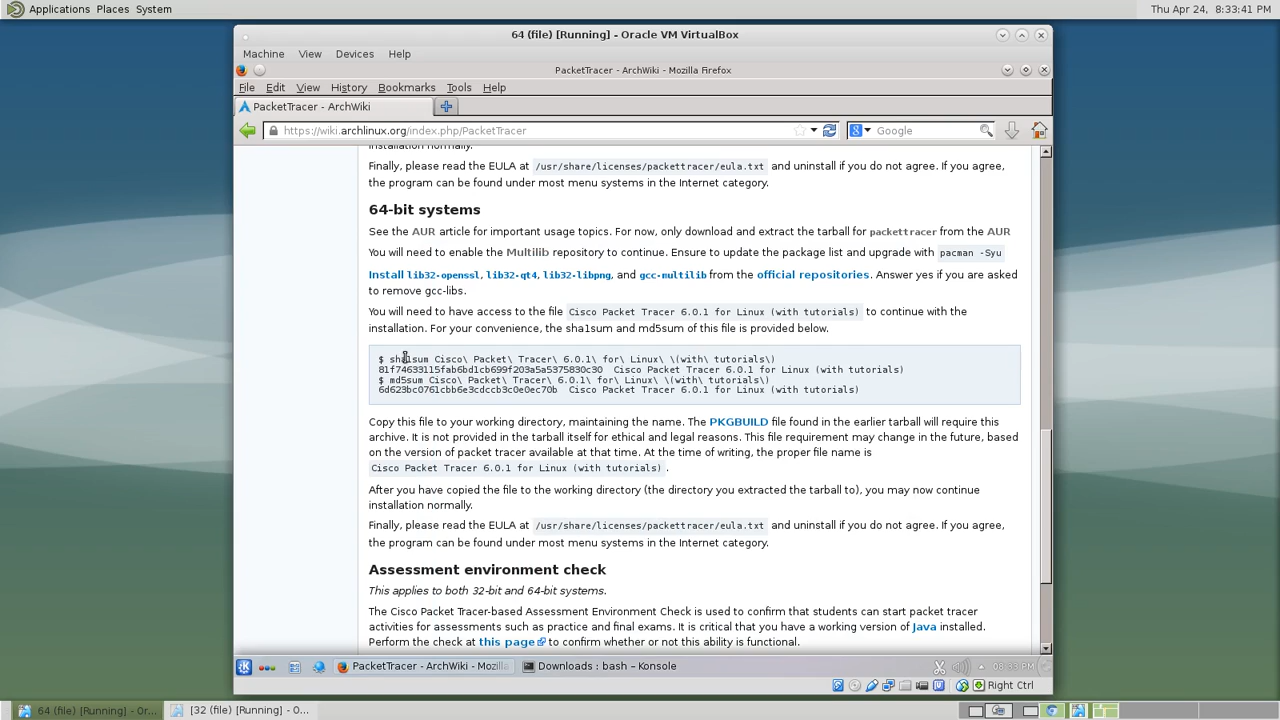 Applications Places System
Thu Apr 24, 8:33:41 PM
64 (file) [Running] - Oracle VM VirtualBox
Machine View Devices Help
PacketTracer - ArchWiki - Mozilla Firefox
File Edit View History Bookmarks Tools Help
PacketTracer - ArchWiki
https://wiki.archlinux.org/index.php/PacketTracer
Google
installation normally.
Finally, please read the EULA at /usr/share/licenses/packettracer/eula.txt and uninstall if you do not agree. If you agree,
the program can be found under most menu systems in the Internet category.
64-bit systems
See the AUR article for important usage topics. For now, only download and extract the tarball for packettracer from the AUR
You will need to enable the Multilib repository to continue. Ensure to update the package list and upgrade with pacman -Syu
Install lib32-openssl, lib32-qt4, lib32-libpng, and gcc-multilib from the official repositories. Answer yes if you are asked
to remove gcc-libs.
You will need to have access to the file Cisco Packet Tracer 6.0.1 for Linux (with tutorials) to continue with the
installation. For your convenience, the sha1sum and md5sum of this file is provided below.
$ sha1sum Cisco\ Packet\ Tracer\ 6.0.1\ for\ Linux\ \(with\ tutorials\)
81f74633115fab6bd1cb699f203a5a5375830c30  Cisco Packet Tracer 6.0.1 for Linux (with tutorials)
$ md5sum Cisco\ Packet\ Tracer\ 6.0.1\ for\ Linux\ \(with\ tutorials\)
6d623bc0761cbb6e3cdccb3c0e0ec70b  Cisco Packet Tracer 6.0.1 for Linux (with tutorials)
Copy this file to your working directory, maintaining the name. The PKGBUILD file found in the earlier tarball will require this
archive. It is not provided in the tarball itself for ethical and legal reasons. This file requirement may change in the future, based
on the version of packet tracer available at that time. At the time of writing, the proper file name is
Cisco Packet Tracer 6.0.1 for Linux (with tutorials) .
After you have copied the file to the working directory (the directory you extracted the tarball to), you may now continue
installation normally.
Finally, please read the EULA at /usr/share/licenses/packettracer/eula.txt and uninstall if you do not agree. If you agree,
the program can be found under most menu systems in the Internet category.
Assessment environment check
This applies to both 32-bit and 64-bit systems.
The Cisco Packet Tracer-based Assessment Environment Check is used to confirm that students can start packet tracer
activities for assessments such as practice and final exams. It is critical that you have a working version of Java installed.
Perform the check at this page to confirm whether or not this ability is functional.
PacketTracer - ArchWiki - Mozilla
Downloads : bash – Konsole
08:33 PM
Right Ctrl
64 (file) [Running] - Or...
[32 (file) [Running] - O...